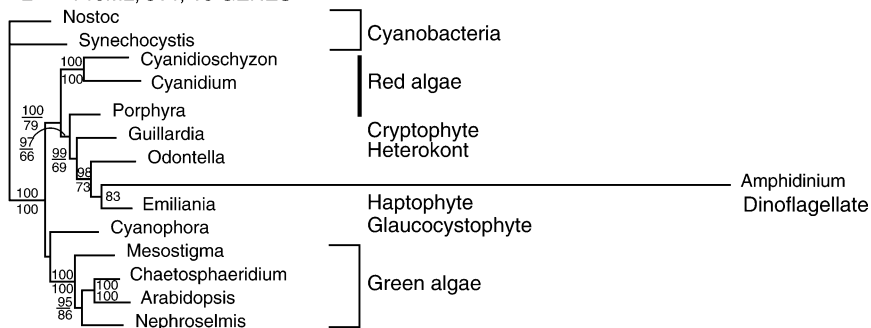 Nostoc
Synechocystis
Cyanobacteria
100
100
Cyanidioschyzon
Cyanidium
Red algae
100
79
Porphyra
97
66
Guillardia
Cryptophyte
99
69
Odontella
Heterokont
98
73
83
Amphidinium
Dinoflagellate
100
100
Emiliania
Haptophyte
Cyanophora
Glaucocystophyte
Mesostigma
100
100
Chaetosphaeridium
100
100
Green algae
95
86
Arabidopsis
Nephroselmis